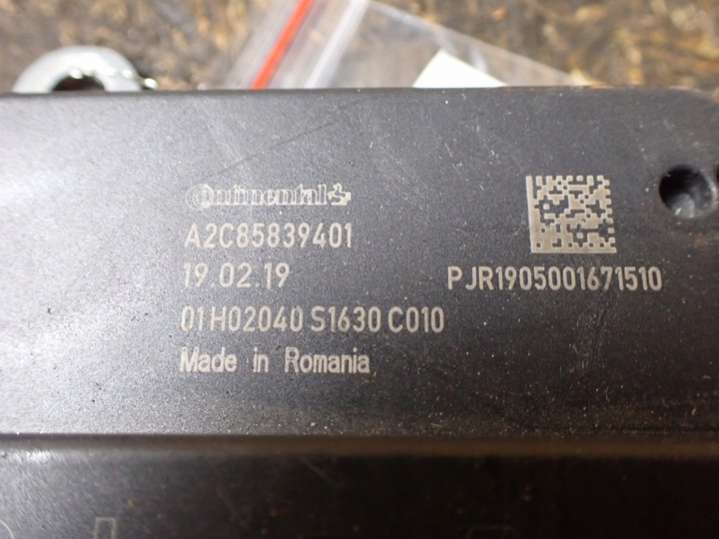 Continental
A2C85839401
19.02.19
PJR1905001671510
01H02040 S1630 C010
Made in Romania